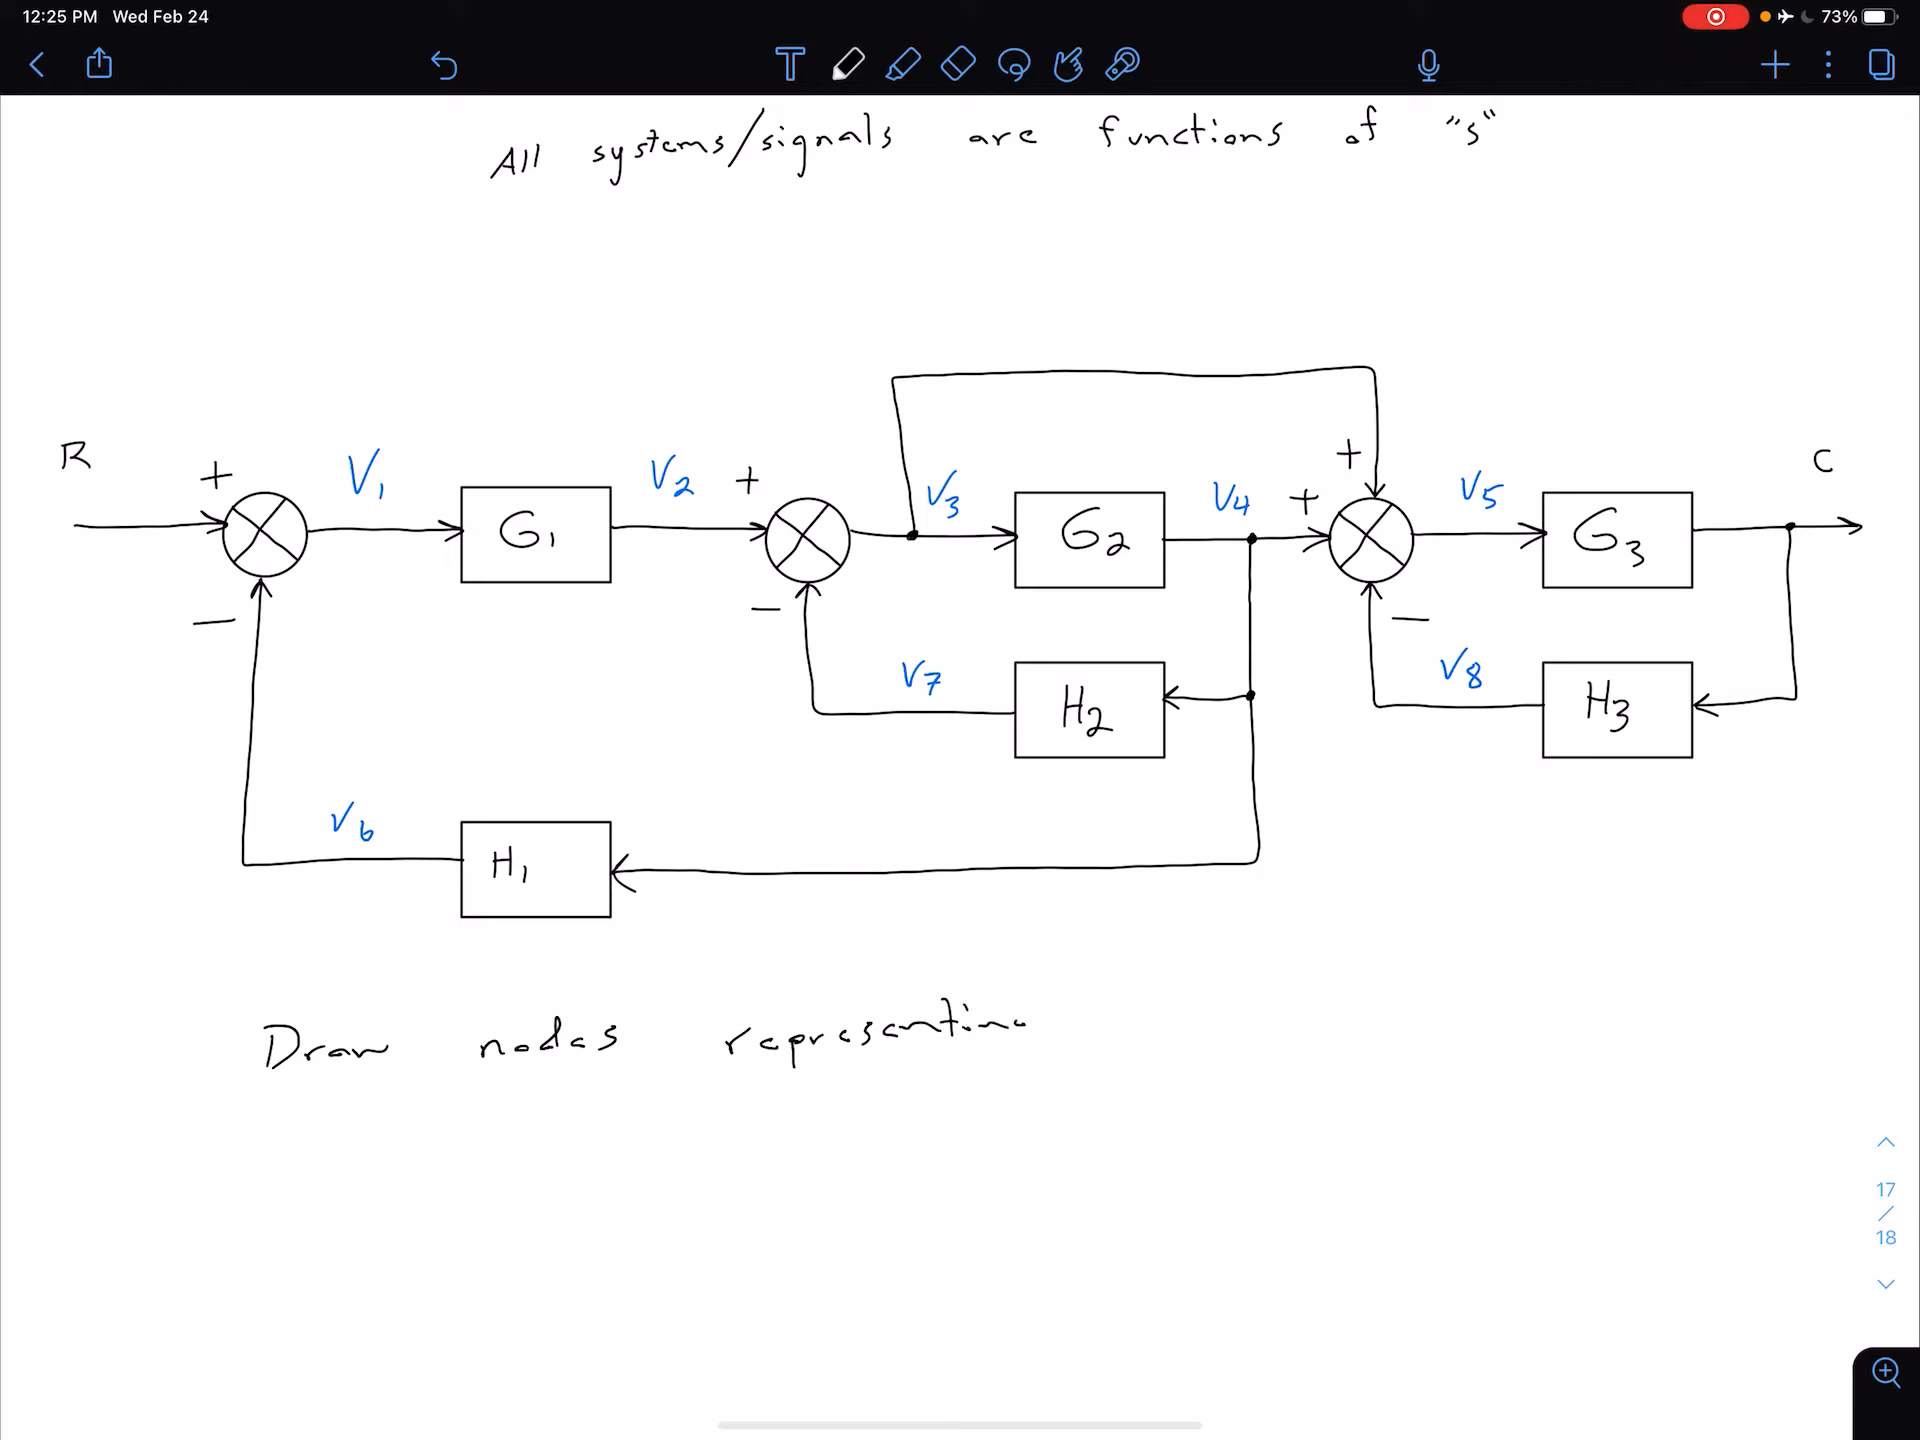 12:25 PM Wed Feb 24
73%
All systems/signals are functions of "s"
R + V1 G1 V2 + V3 G2 V4 + + V5 G3 C
− − −
V7 H2 V8 H3
V6 H1
Draw nodes representing
17
/
18